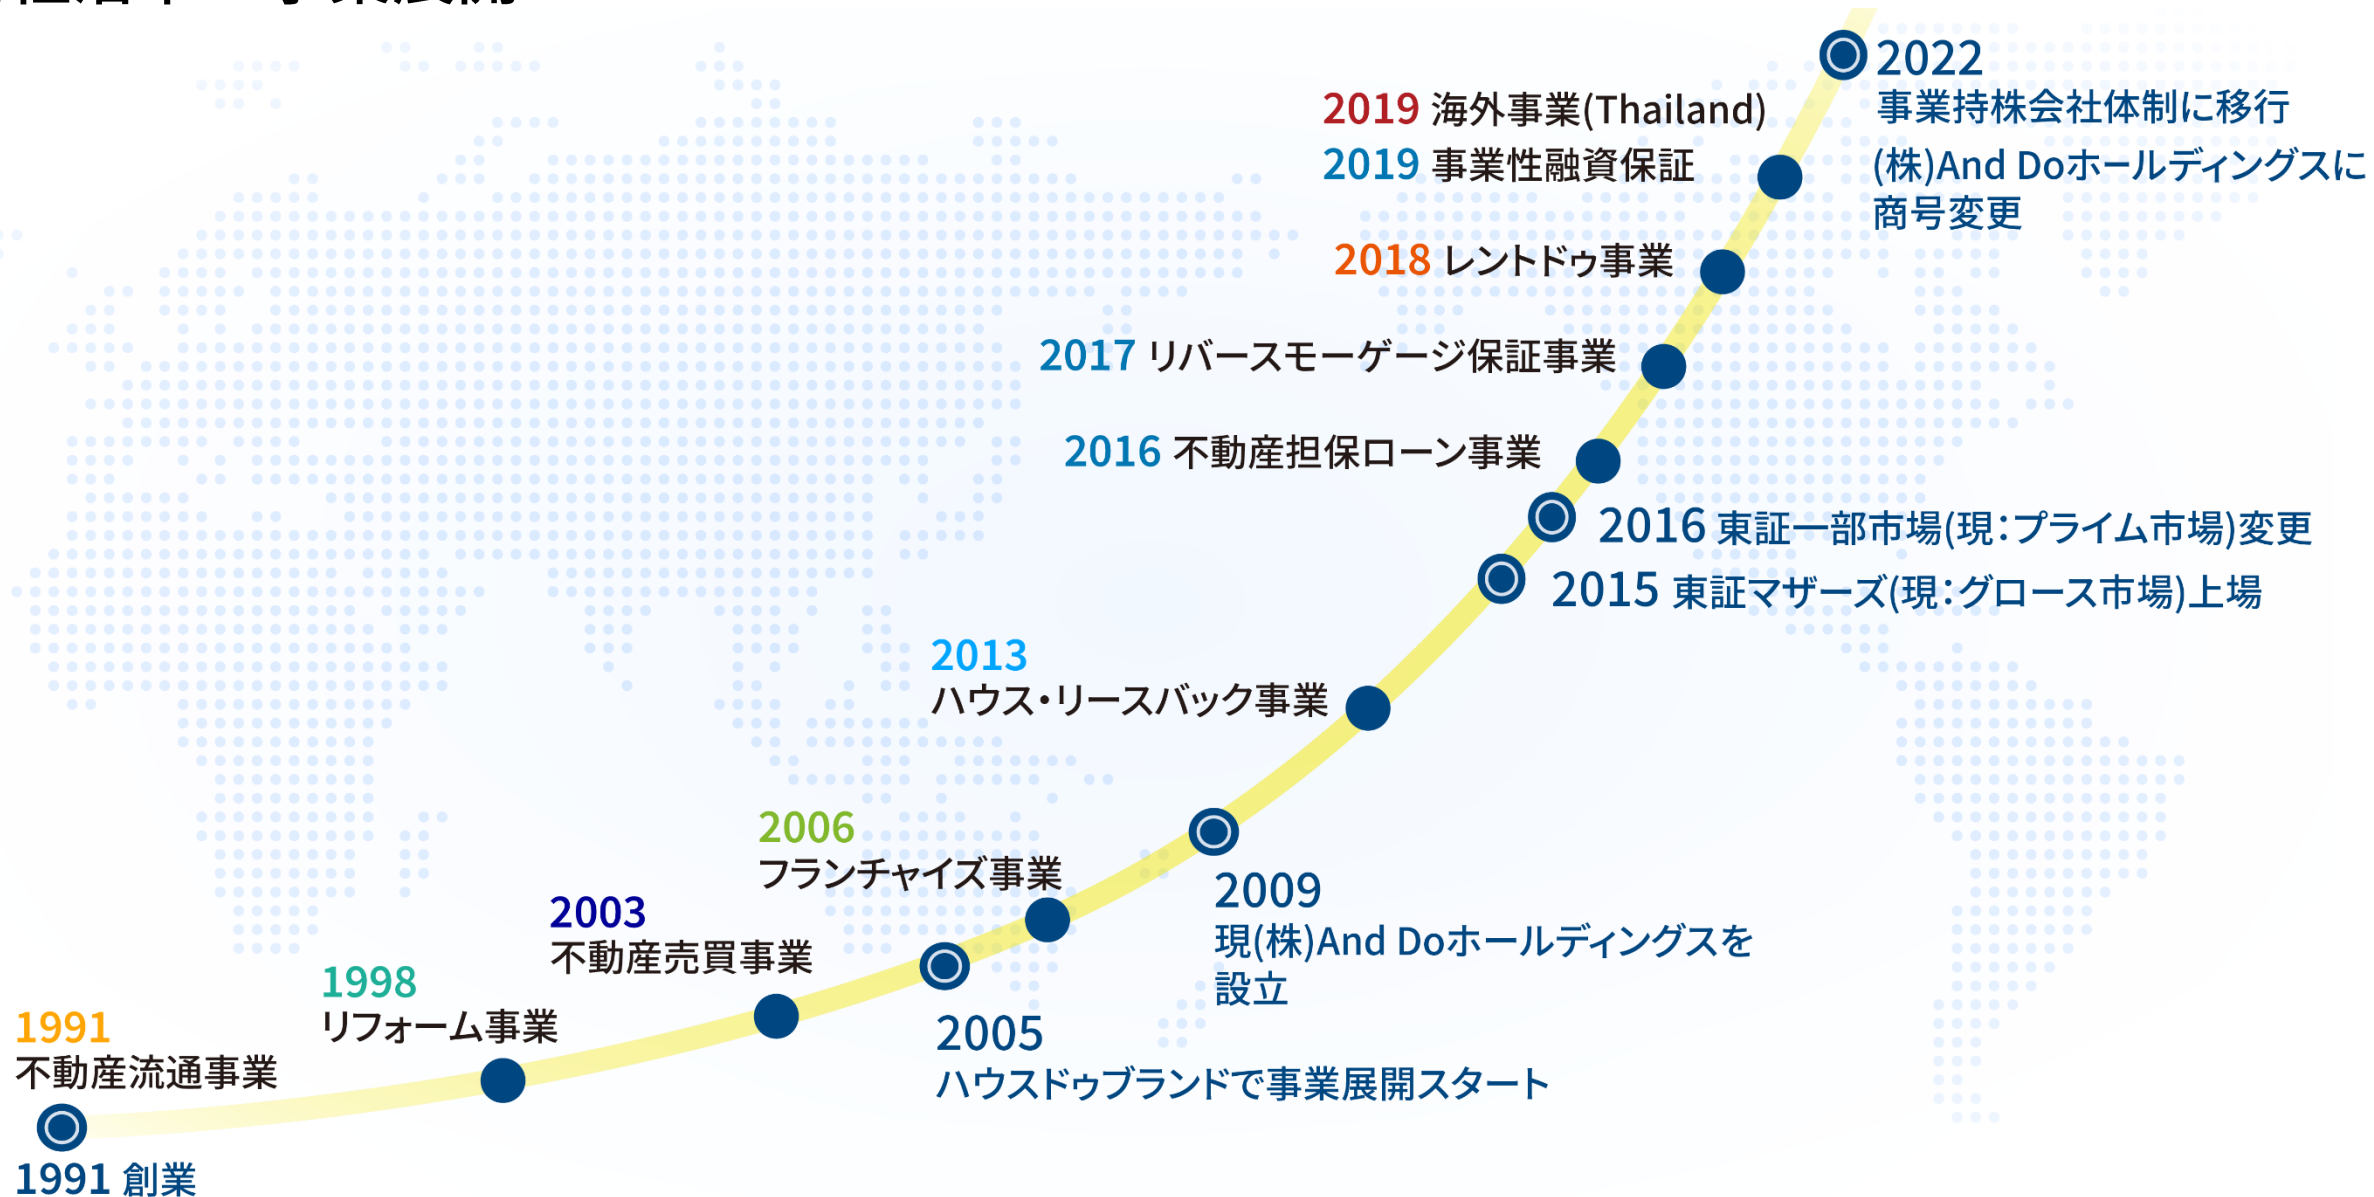 1991
不動産流通事業
1991 創業
1998
リフォーム事業
2003
不動産売買事業
2005
ハウスドゥブランドで事業展開スタート
2006
フランチャイズ事業
2009
現(株)And Doホールディングスを
設立
2013
ハウス・リースバック事業
2015 東証マザーズ(現：グロース市場)上場
2016 東証一部市場(現：プライム市場)変更
2016 不動産担保ローン事業
2017 リバースモーゲージ保証事業
2018 レントドゥ事業
2019 海外事業(Thailand)
2019 事業性融資保証
2022
事業持株会社体制に移行
(株)And Doホールディングスに
商号変更